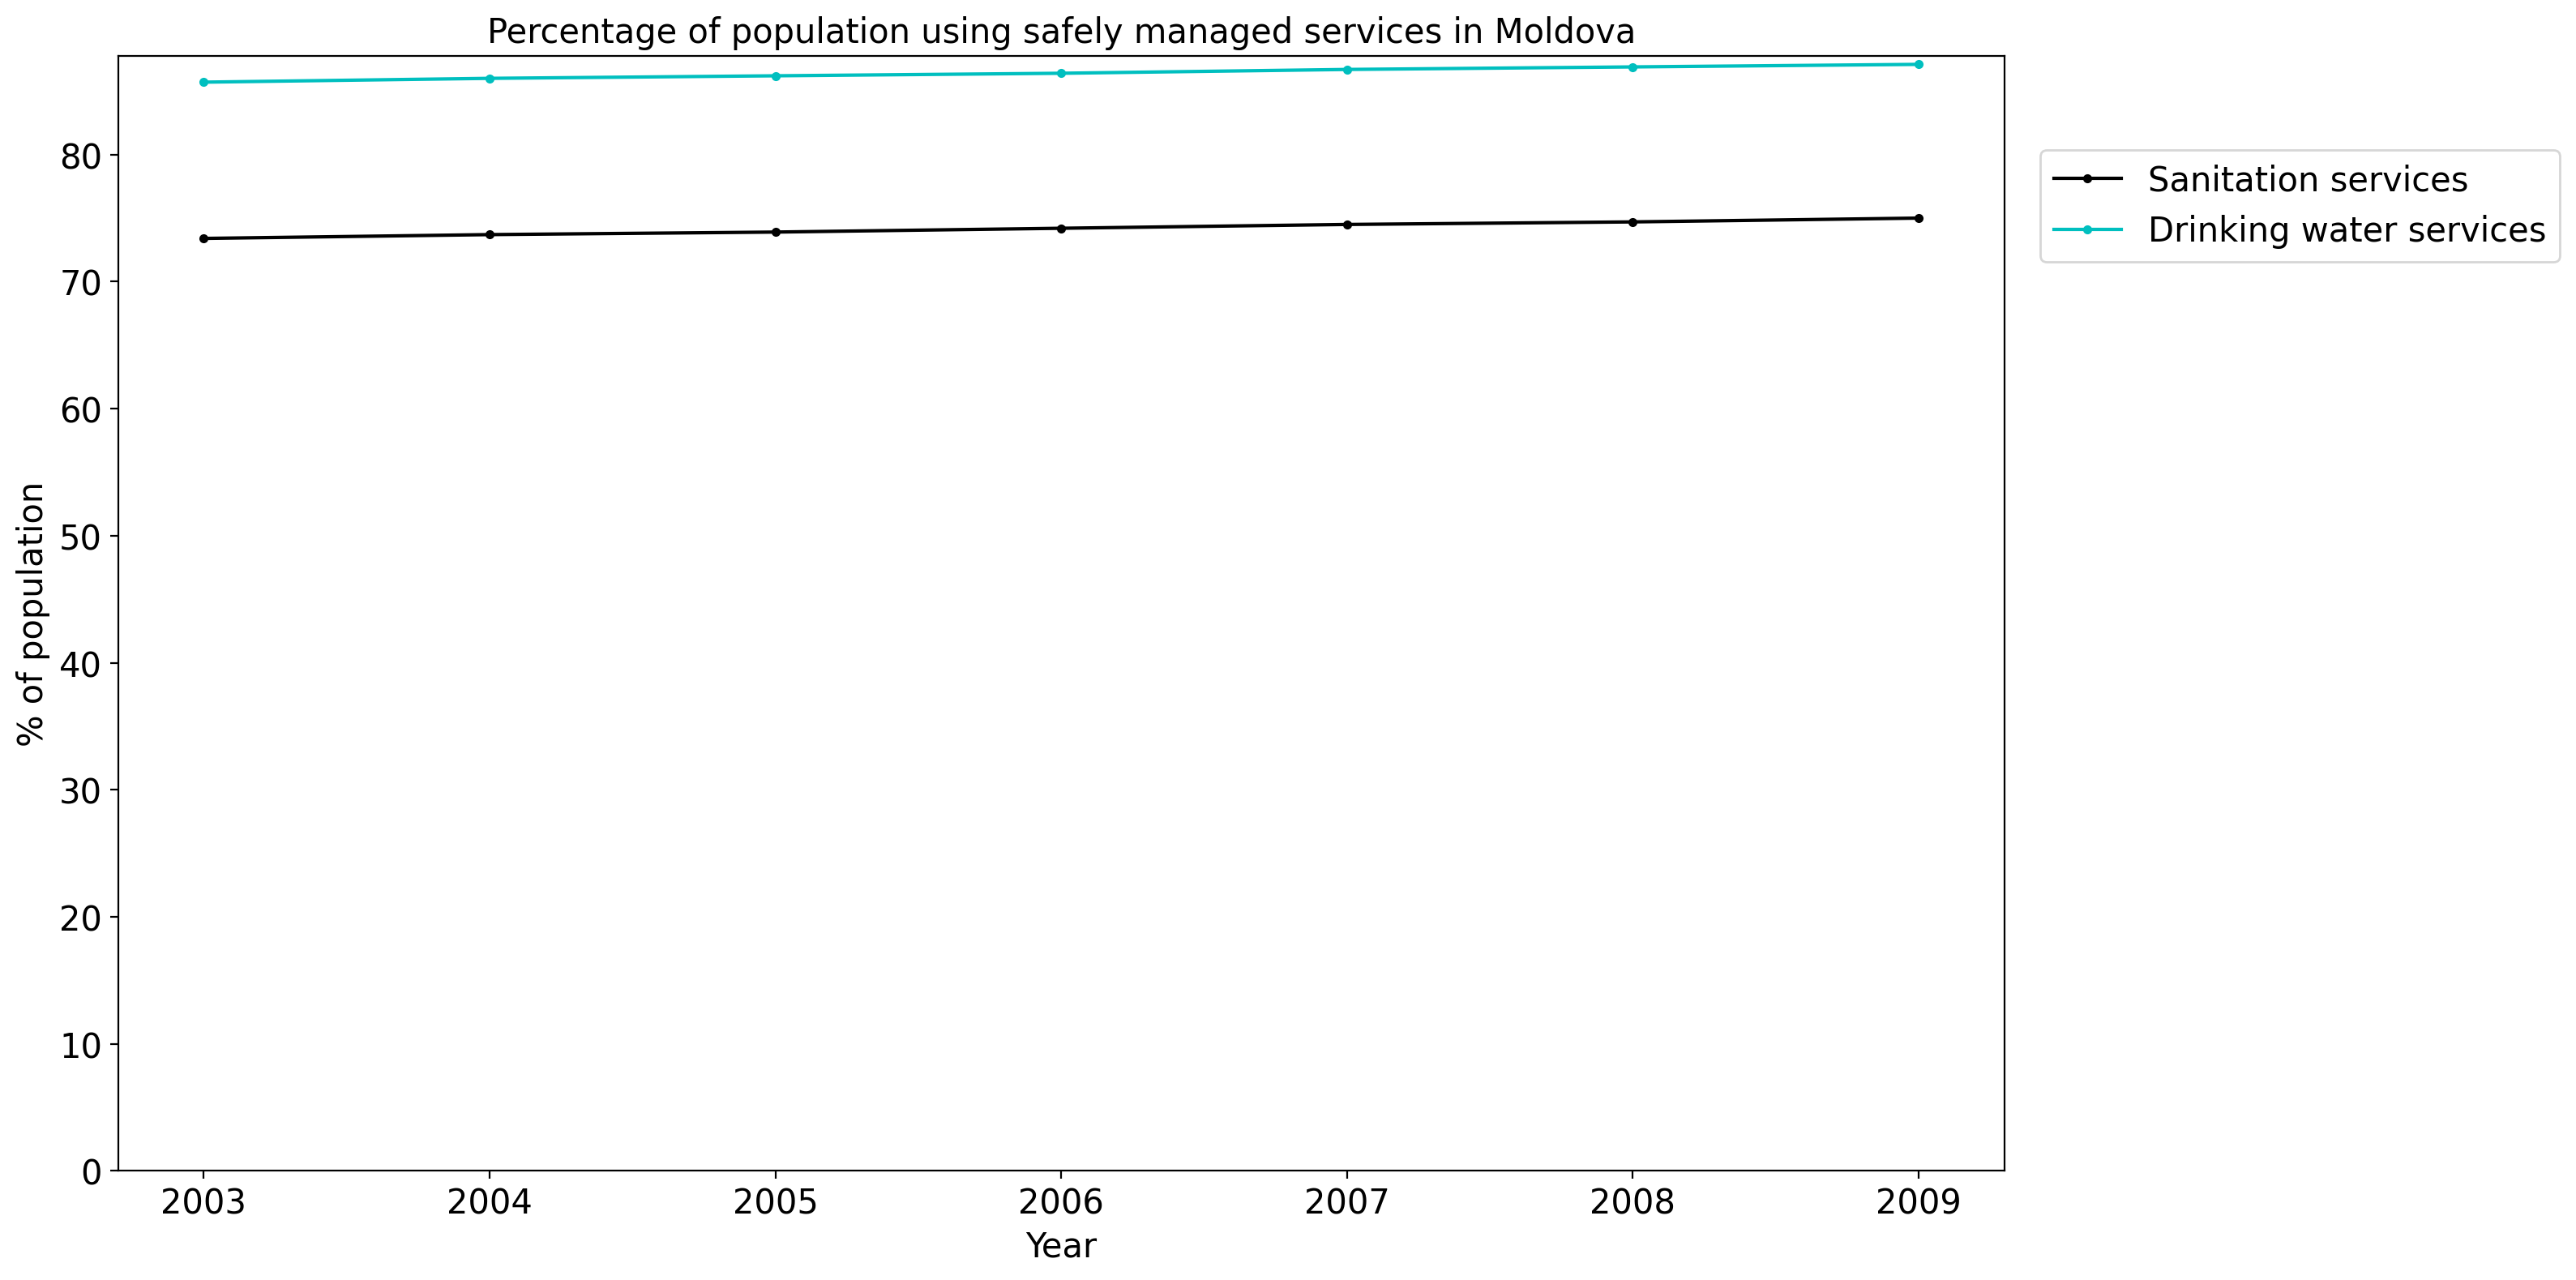 Percentage of population using safely managed services in Moldova
80
70
60
50
40
30
20
10
0
% of population
2003 2004 2005 2006 2007 2008 2009
Year
Sanitation services
Drinking water services